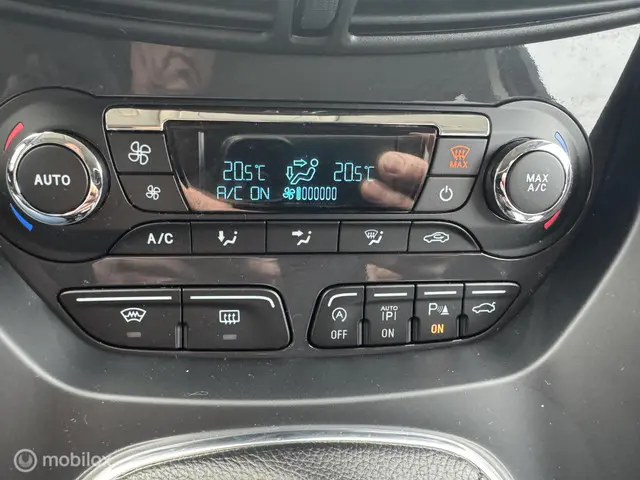 20.5°C 20.5°C
A/C ON
MAX
AUTO
MAX
A/C
A/C
A
OFF
AUTO
(P)
ON
P
ON
mobilox